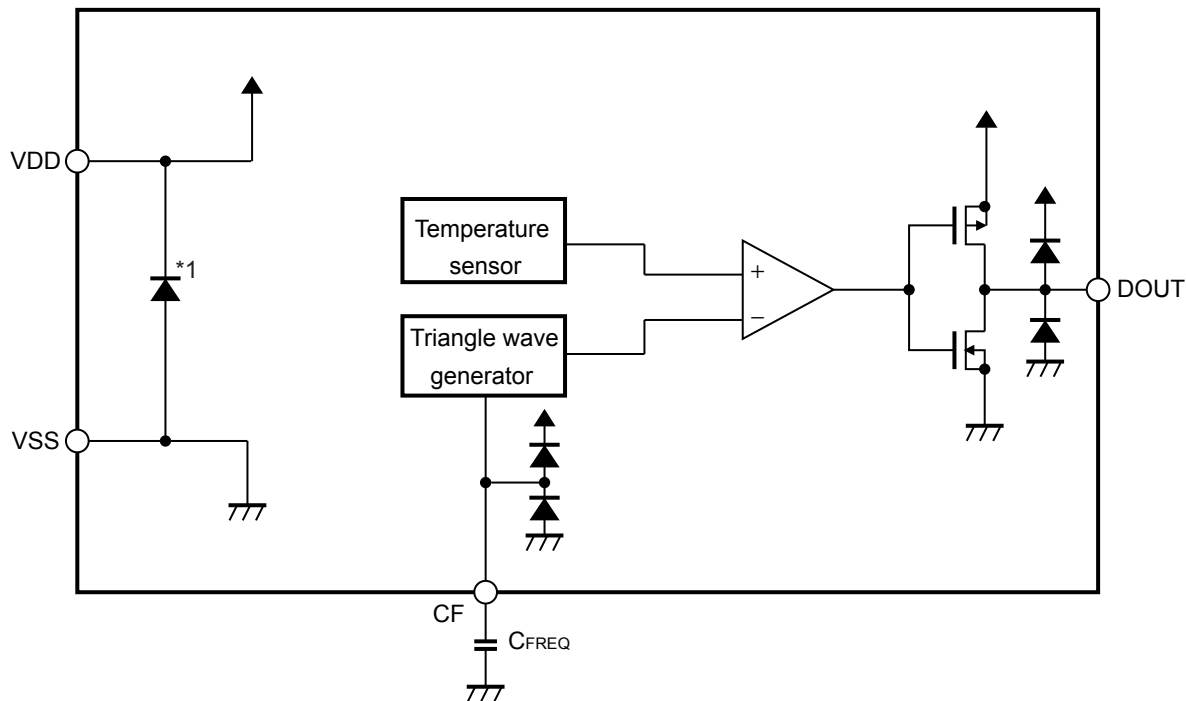 VDD
*1
VSS
Temperature
sensor
Triangle wave
generator
+
−
DOUT
CF
CFREQ